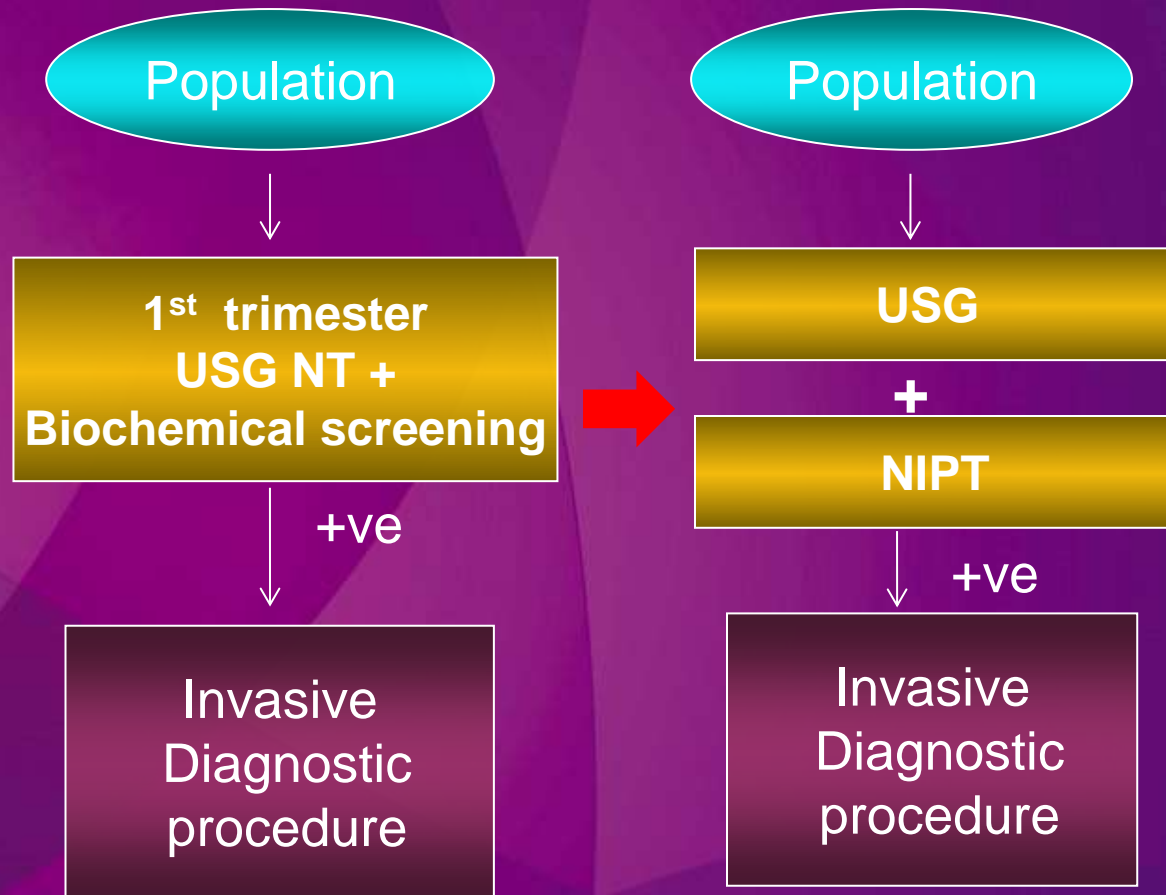 Population
1st trimester
USG NT +
Biochemical screening
+ve
Invasive
Diagnostic
procedure
Population
USG
+
NIPT
+ve
Invasive
Diagnostic
procedure